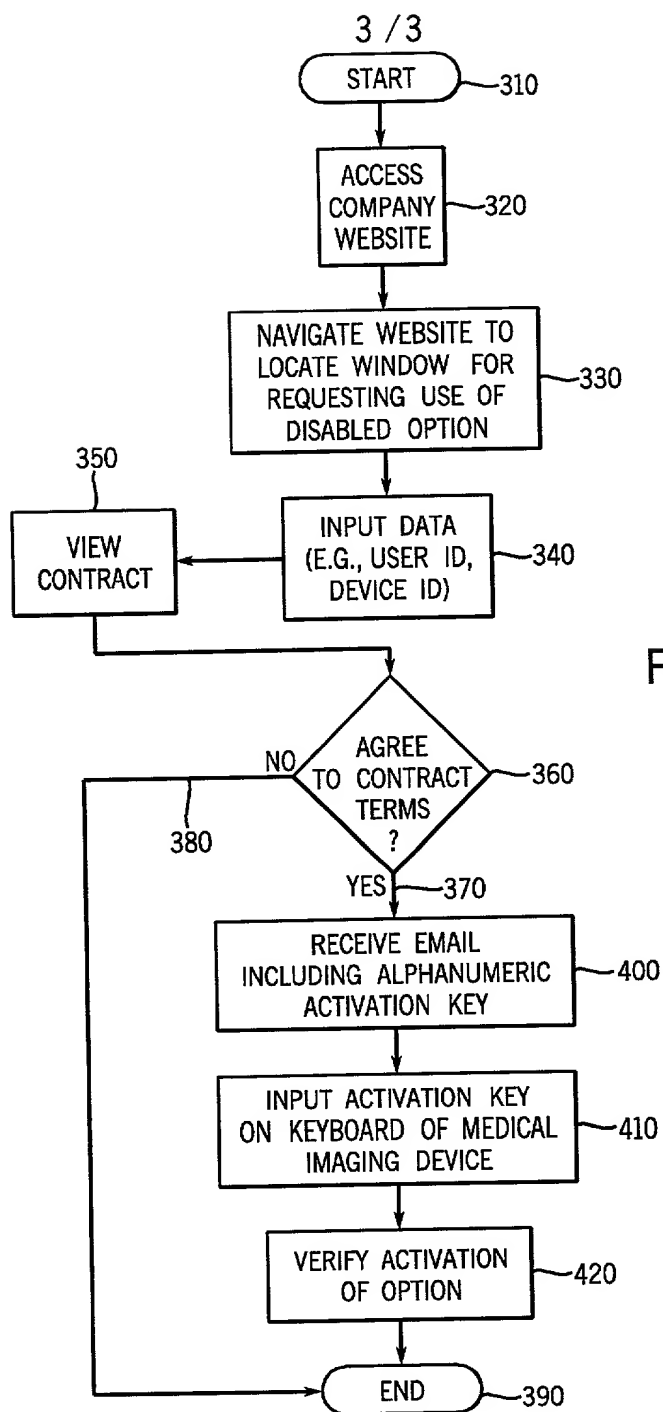 3 / 3
START
310
ACCESS
COMPANY
WEBSITE
320
NAVIGATE WEBSITE TO
LOCATE WINDOW FOR
REQUESTING USE OF
DISABLED OPTION
330
350
VIEW
CONTRACT
INPUT DATA
(E.G., USER ID,
DEVICE ID)
340
F
NO
AGREE
TO CONTRACT
TERMS
?
360
380
YES
370
RECEIVE EMAIL
INCLUDING ALPHANUMERIC
ACTIVATION KEY
400
INPUT ACTIVATION KEY
ON KEYBOARD OF MEDICAL
IMAGING DEVICE
410
VERIFY ACTIVATION
OF OPTION
420
END
390